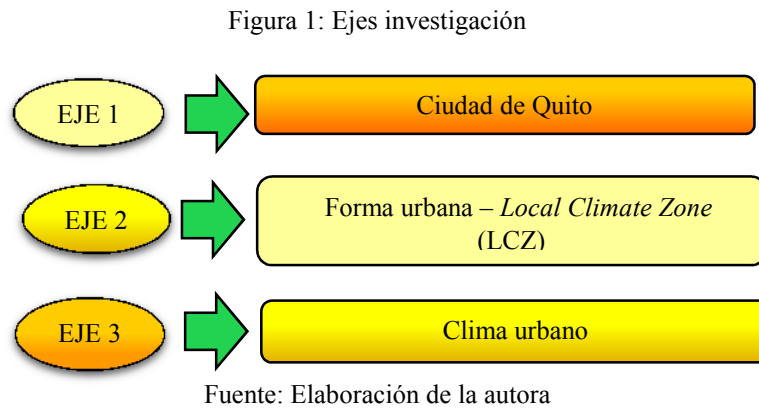 Figura 1: Ejes investigación
EJE 1
Ciudad de Quito
EJE 2
Forma urbana – Local Climate Zone
(LCZ)
EJE 3
Clima urbano
Fuente: Elaboración de la autora